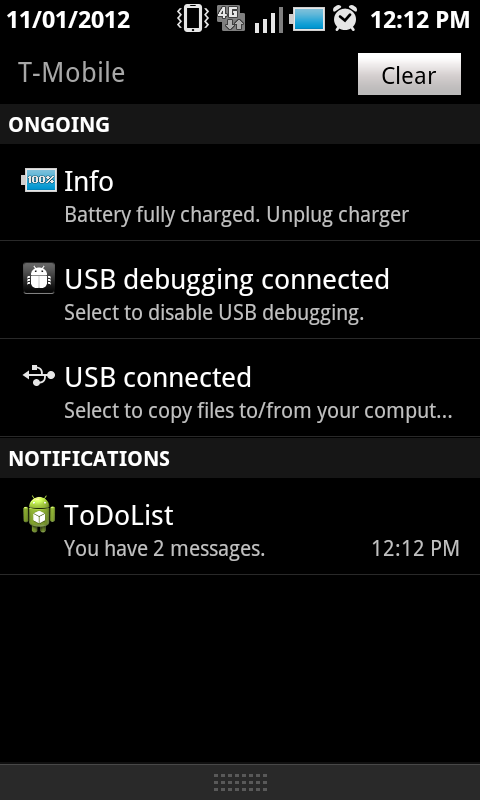 11/01/2012 4G 12:12 PM
T-Mobile Clear
ONGOING
100% Info
Battery fully charged. Unplug charger
USB debugging connected
Select to disable USB debugging.
USB connected
Select to copy files to/from your comput...
NOTIFICATIONS
ToDoList
You have 2 messages. 12:12 PM